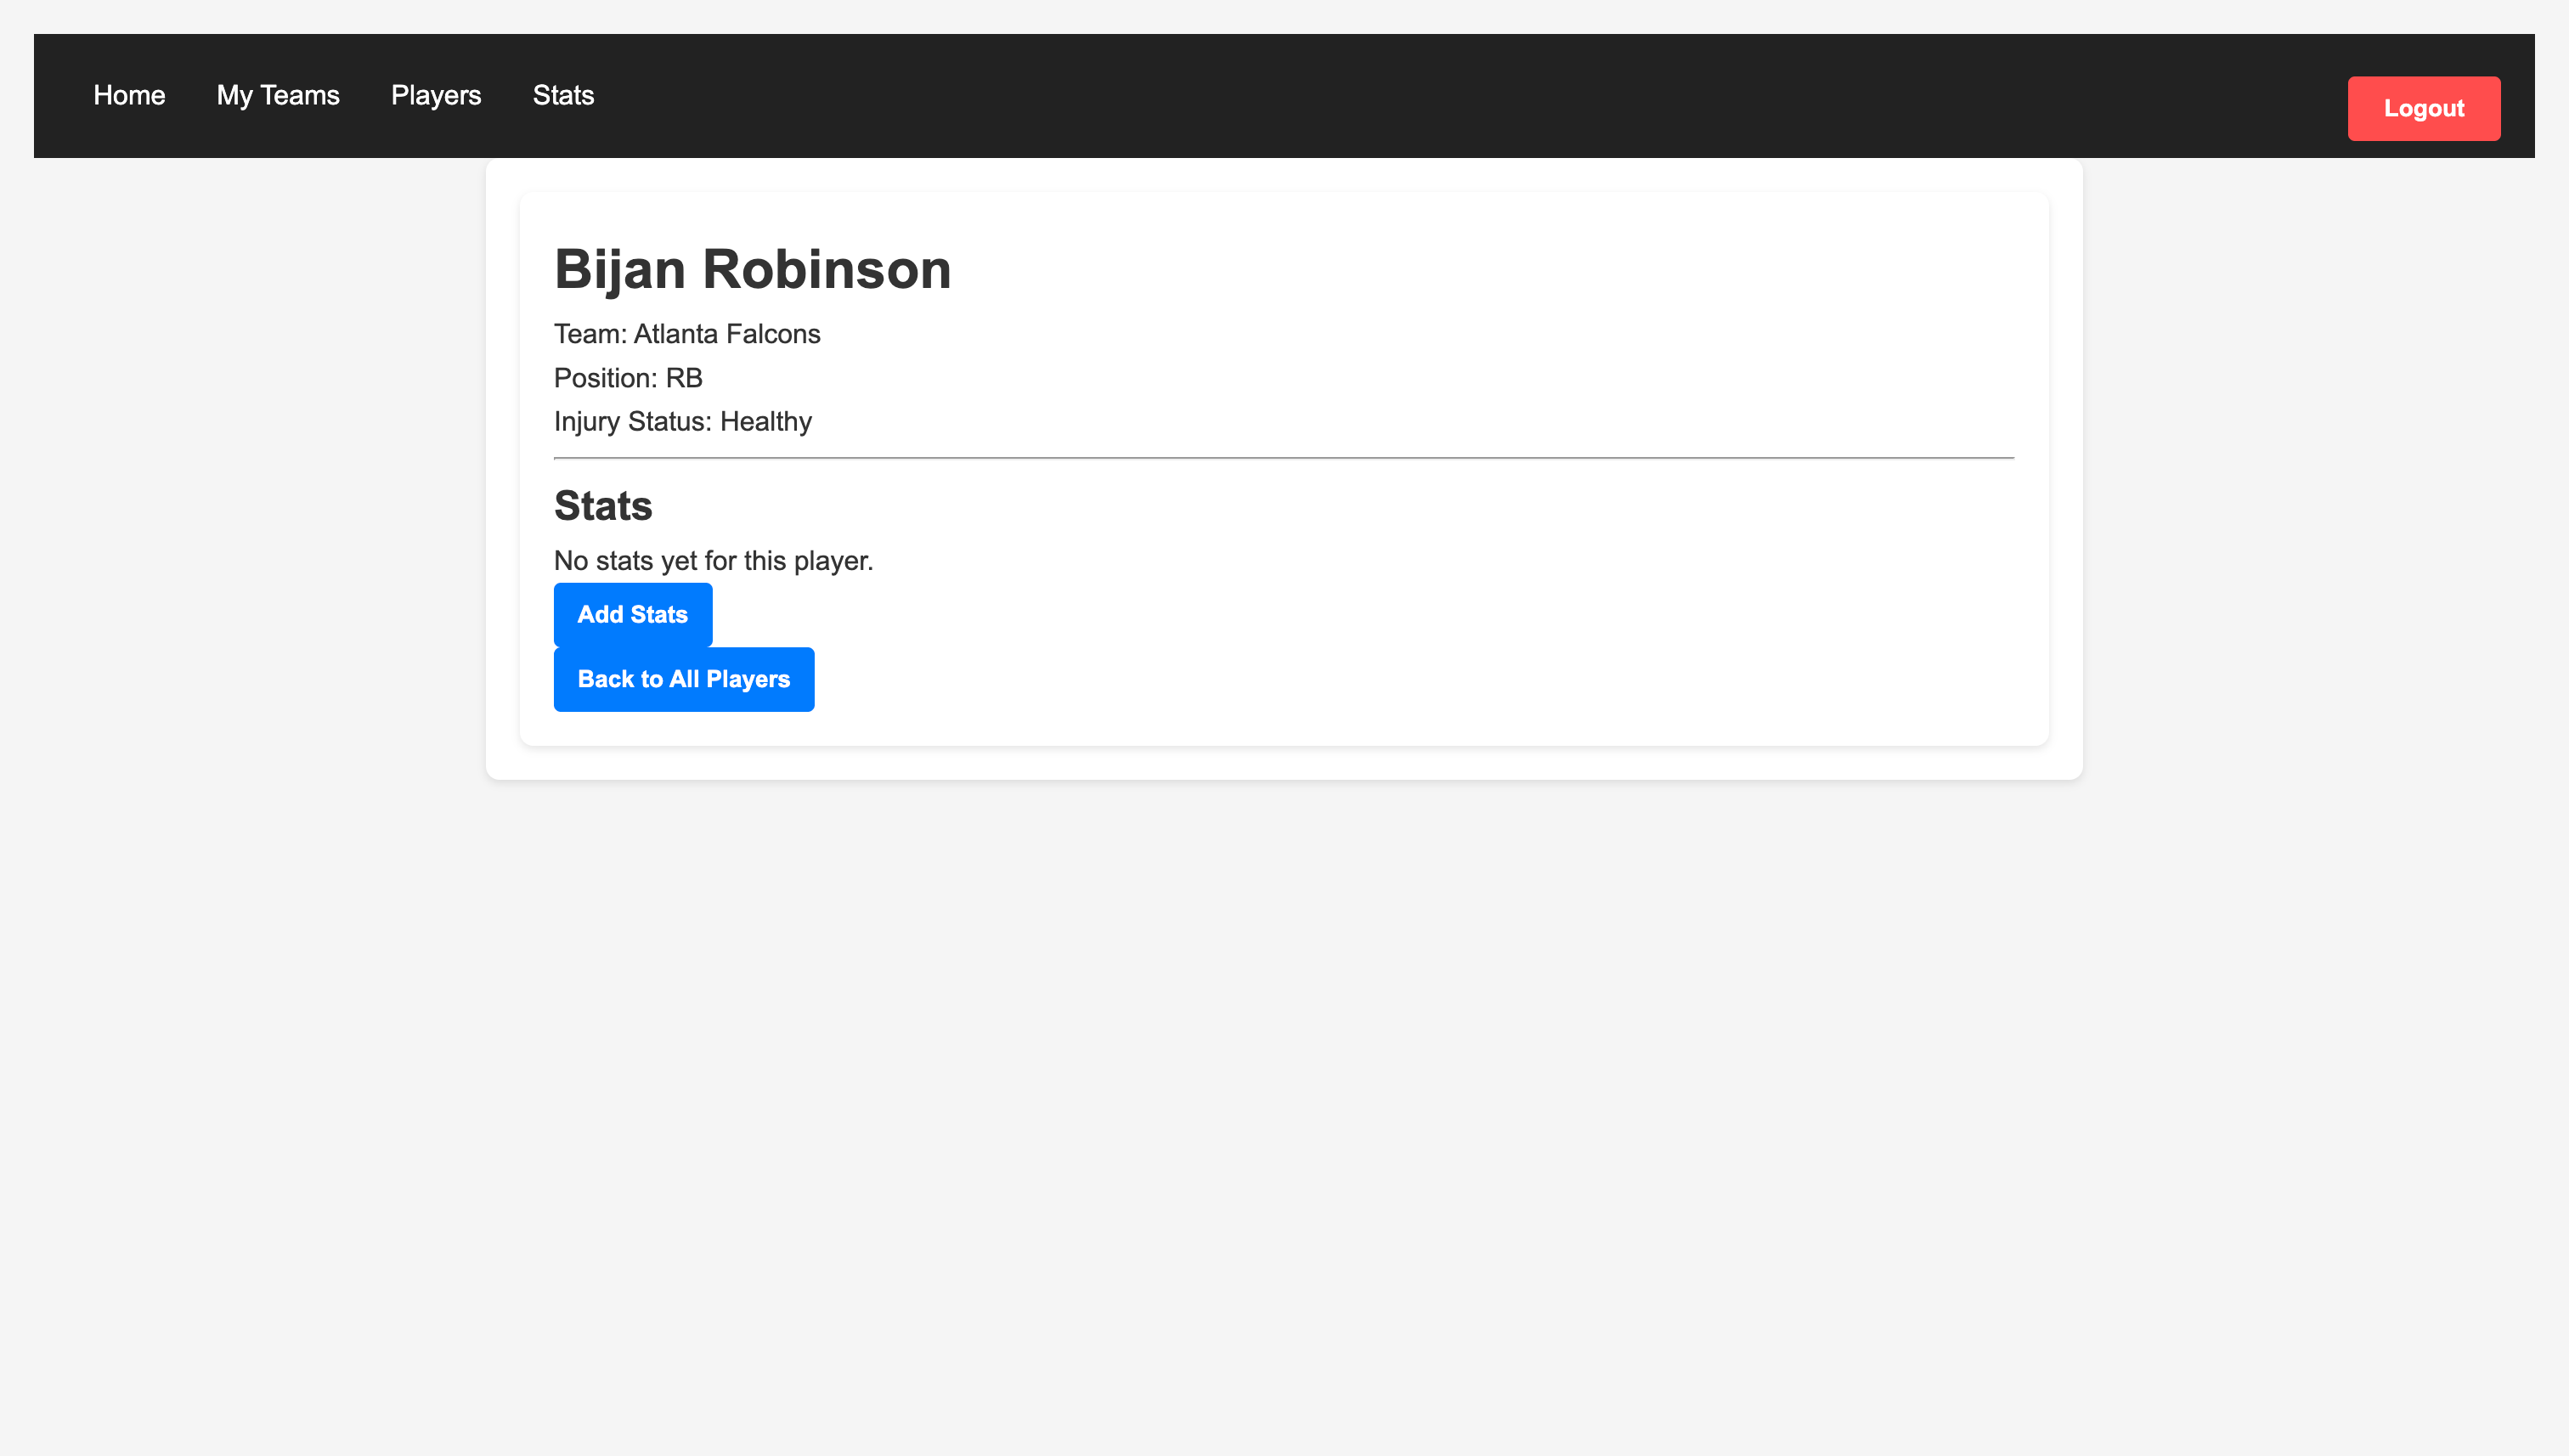 Home My Teams Players Stats Logout
Bijan Robinson
Team: Atlanta Falcons
Position: RB
Injury Status: Healthy
Stats
No stats yet for this player.
Add Stats
Back to All Players